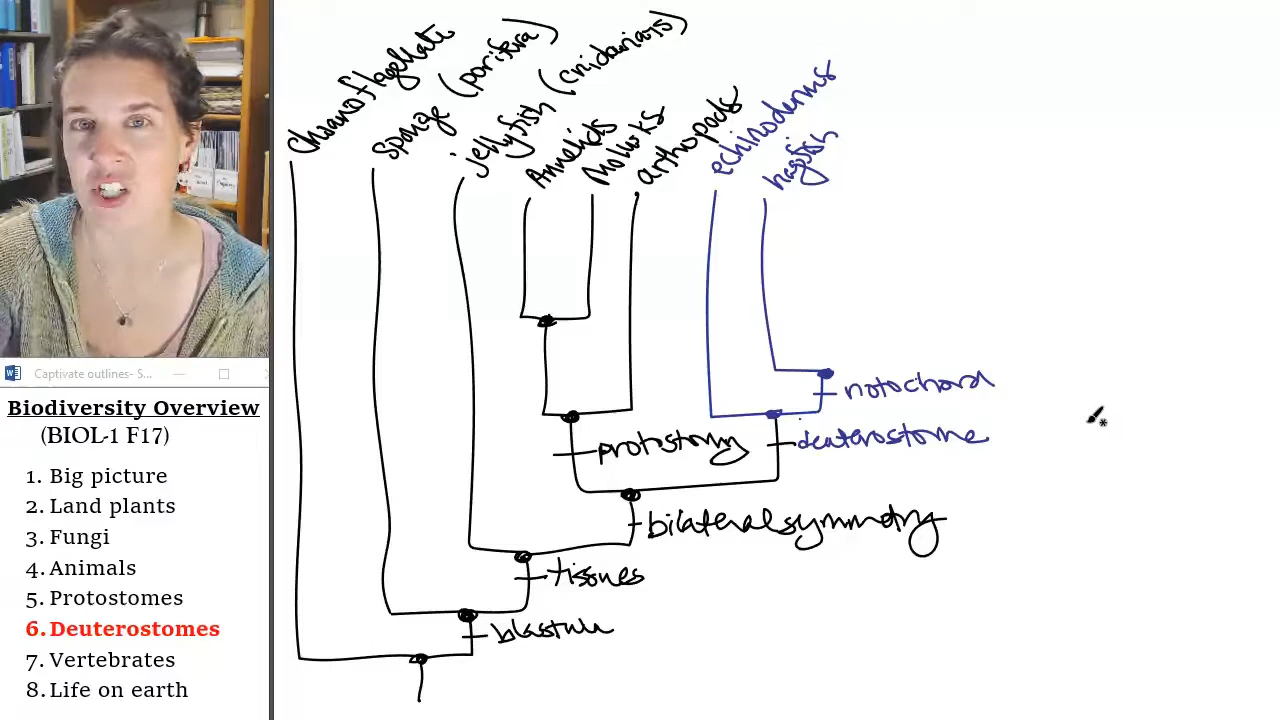 choanoflagellate
sponge (porifera)
jellyfish (cnidarians)
Annelids
Mollusks
arthropods
echinoderms
hagfish
notochord
protostomy
deuterostome
bilateral symmetry
tissues
blastula
Captivate outlines- S...
Biodiversity Overview
(BIOL-1 F17)
1. Big picture
2. Land plants
3. Fungi
4. Animals
5. Protostomes
6. Deuterostomes
7. Vertebrates
8. Life on earth